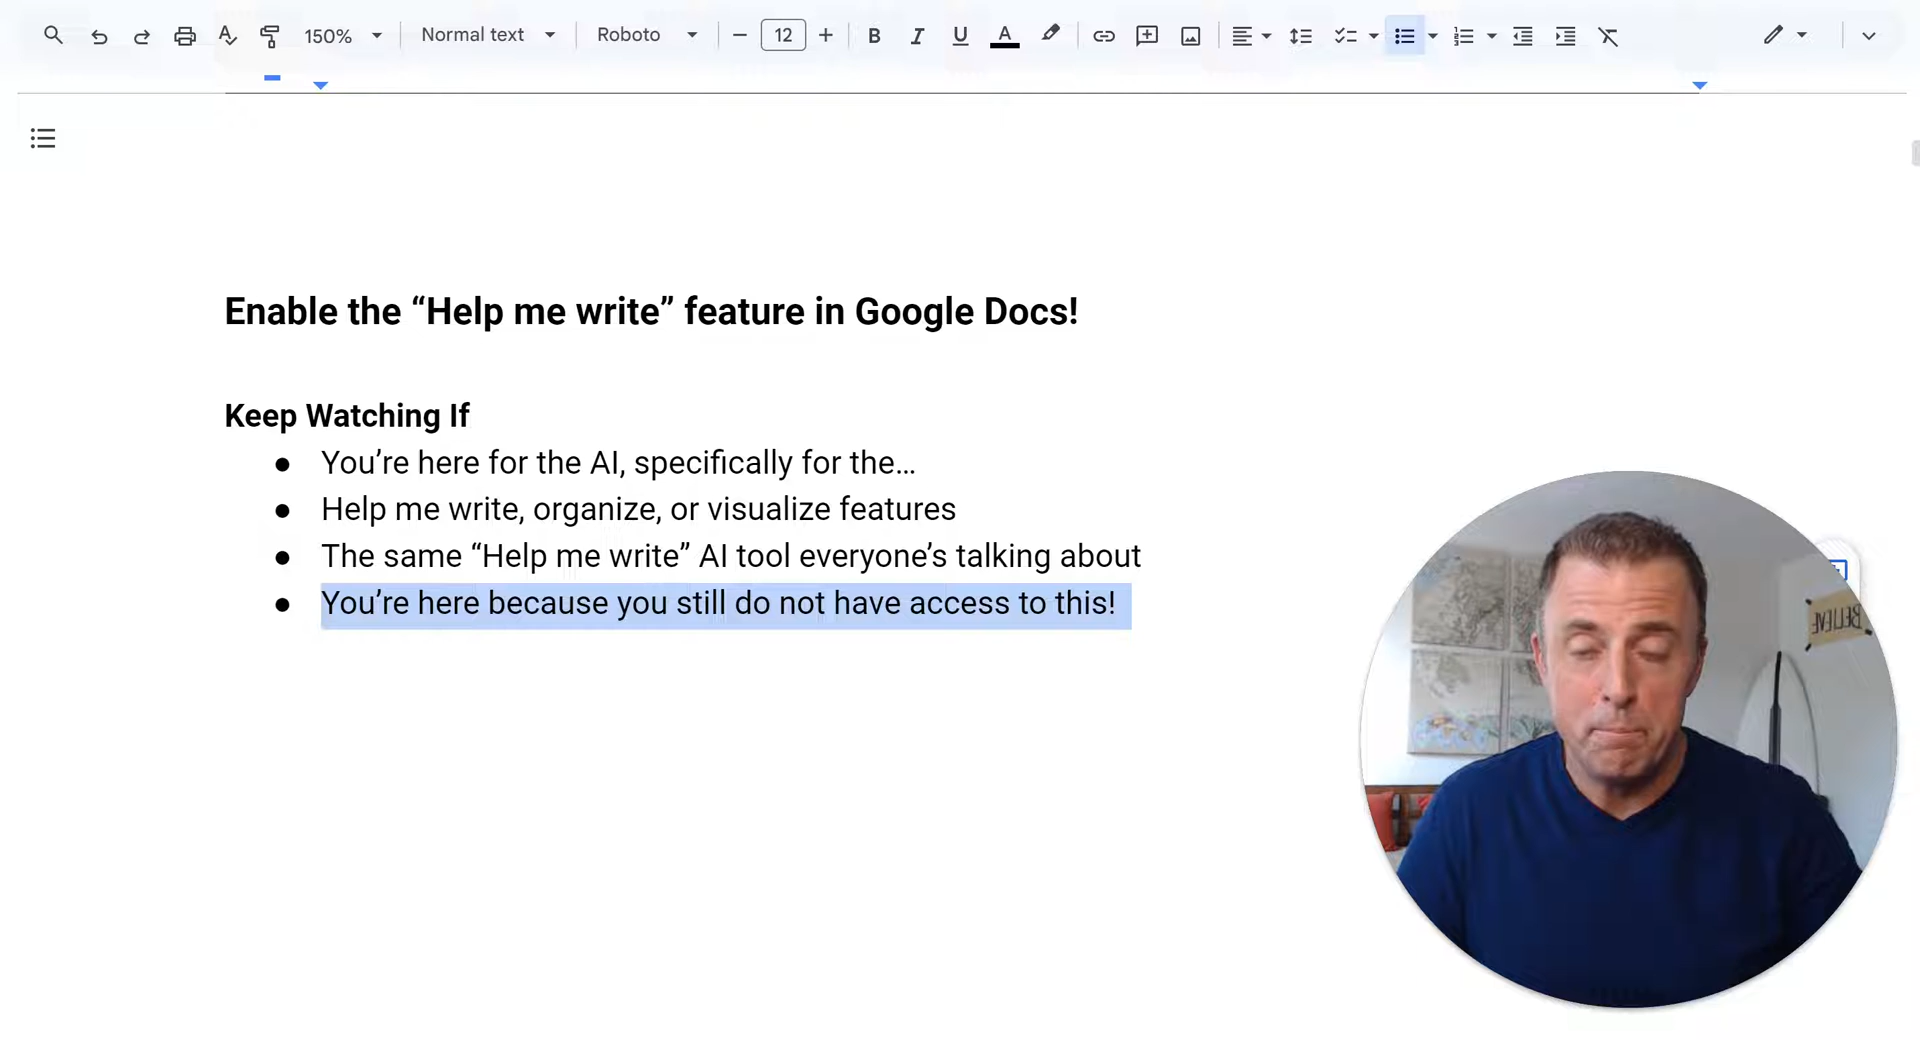 150% Normal text Roboto 12
Enable the “Help me write” feature in Google Docs!
Keep Watching If
● You’re here for the AI, specifically for the…
● Help me write, organize, or visualize features
● The same “Help me write” AI tool everyone’s talking about
● You’re here because you still do not have access to this!
BELIEVE